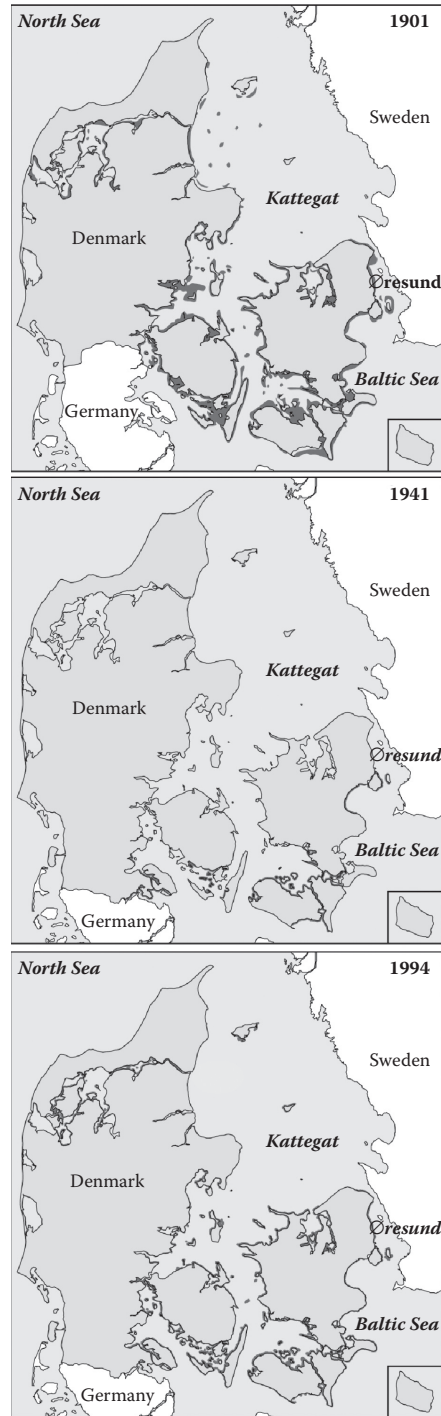 North Sea 1901
Sweden
Kattegat
Denmark
Øresund
Baltic Sea
Germany
North Sea 1941
Sweden
Kattegat
Denmark
Øresund
Baltic Sea
Germany
North Sea 1994
Sweden
Kattegat
Denmark
Øresund
Baltic Sea
Germany